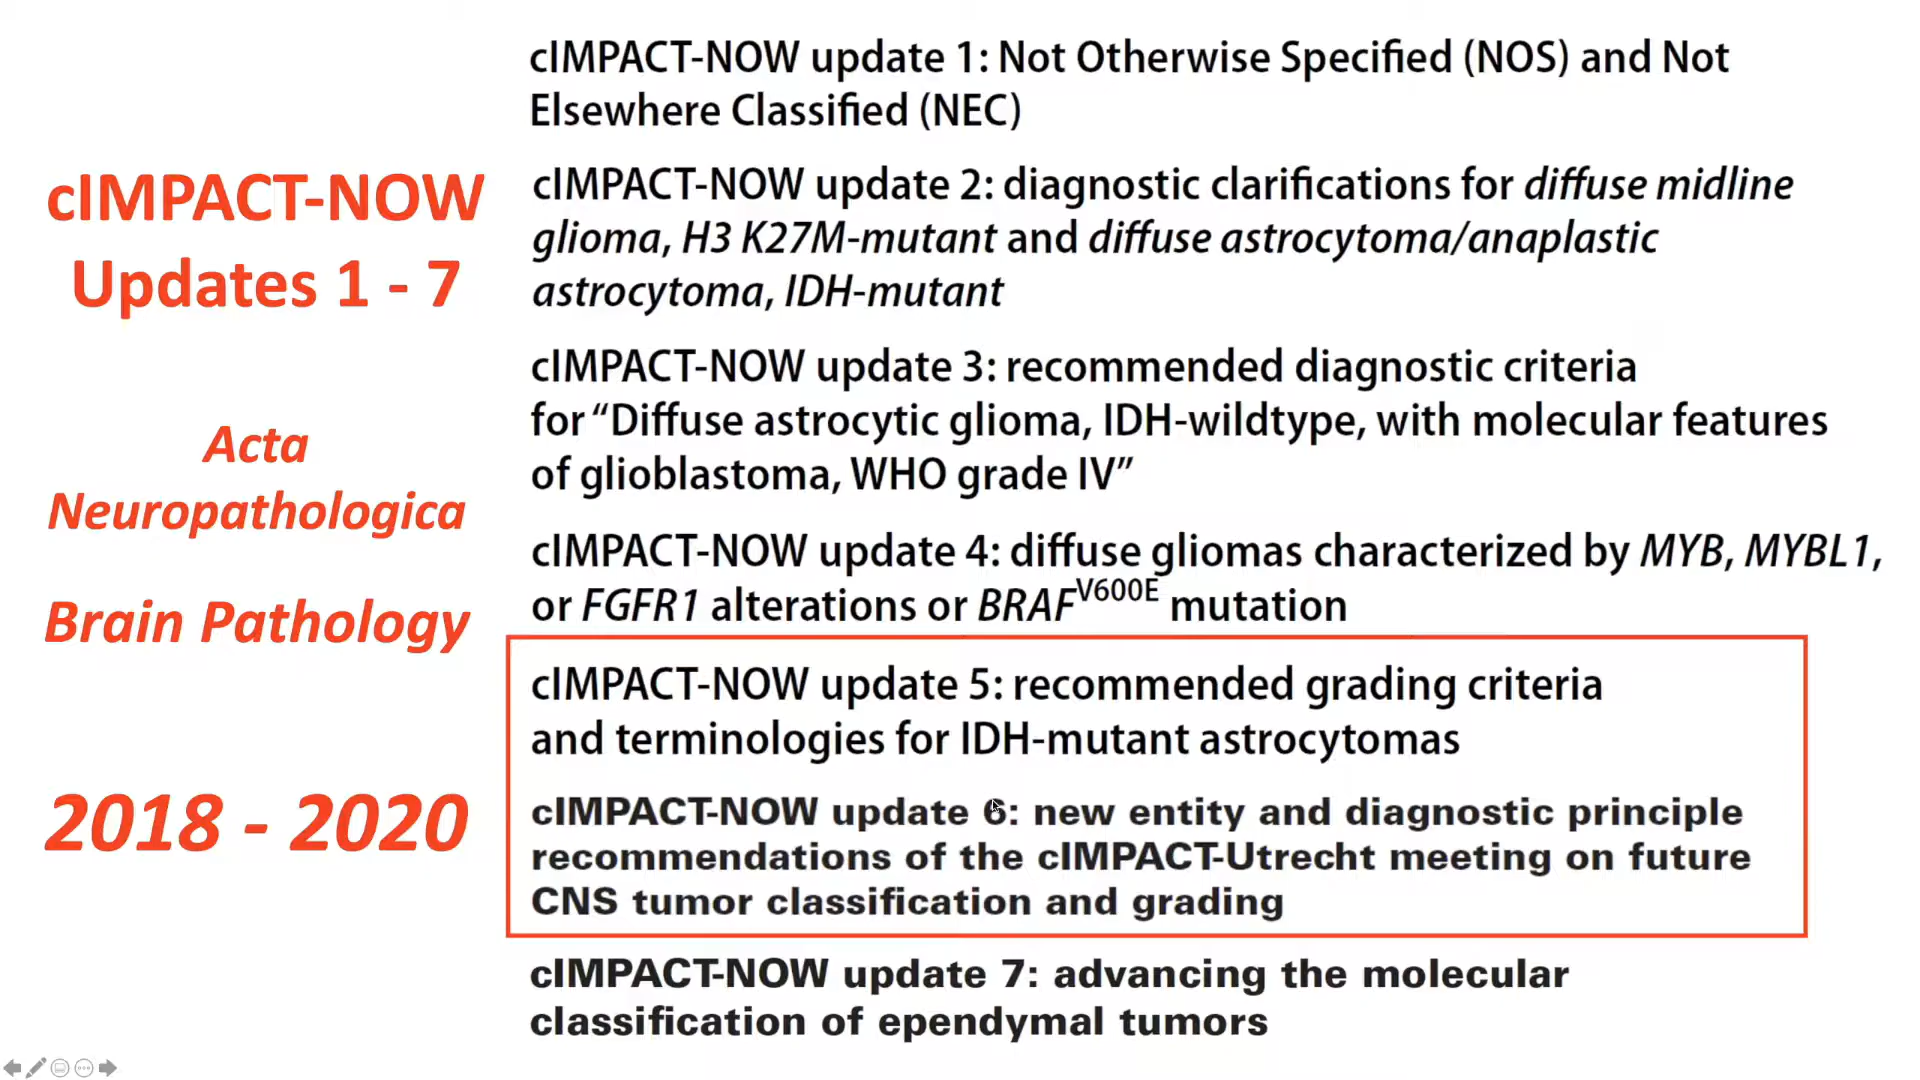 cIMPACT-NOW
Updates 1 - 7
Acta
Neuropathologica
Brain Pathology
2018 - 2020
cIMPACT-NOW update 1: Not Otherwise Specified (NOS) and Not
Elsewhere Classified (NEC)
cIMPACT-NOW update 2: diagnostic clarifications for diffuse midline
glioma, H3 K27M-mutant and diffuse astrocytoma/anaplastic
astrocytoma, IDH-mutant
cIMPACT-NOW update 3: recommended diagnostic criteria
for “Diffuse astrocytic glioma, IDH-wildtype, with molecular features
of glioblastoma, WHO grade IV”
cIMPACT-NOW update 4: diffuse gliomas characterized by MYB, MYBL1,
or FGFR1 alterations or BRAFV600E mutation
cIMPACT-NOW update 5: recommended grading criteria
and terminologies for IDH-mutant astrocytomas
cIMPACT-NOW update 6: new entity and diagnostic principle
recommendations of the cIMPACT-Utrecht meeting on future
CNS tumor classification and grading
cIMPACT-NOW update 7: advancing the molecular
classification of ependymal tumors